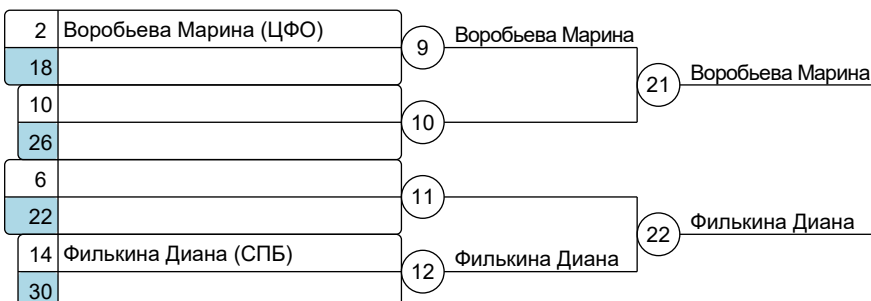 2 Воробьева Марина (ЦФО)
9 Воробьева Марина
18
21 Воробьева Марина
10
10
26
6
11
22
22 Филькина Диана
14 Филькина Диана (СПБ)
12 Филькина Диана
30